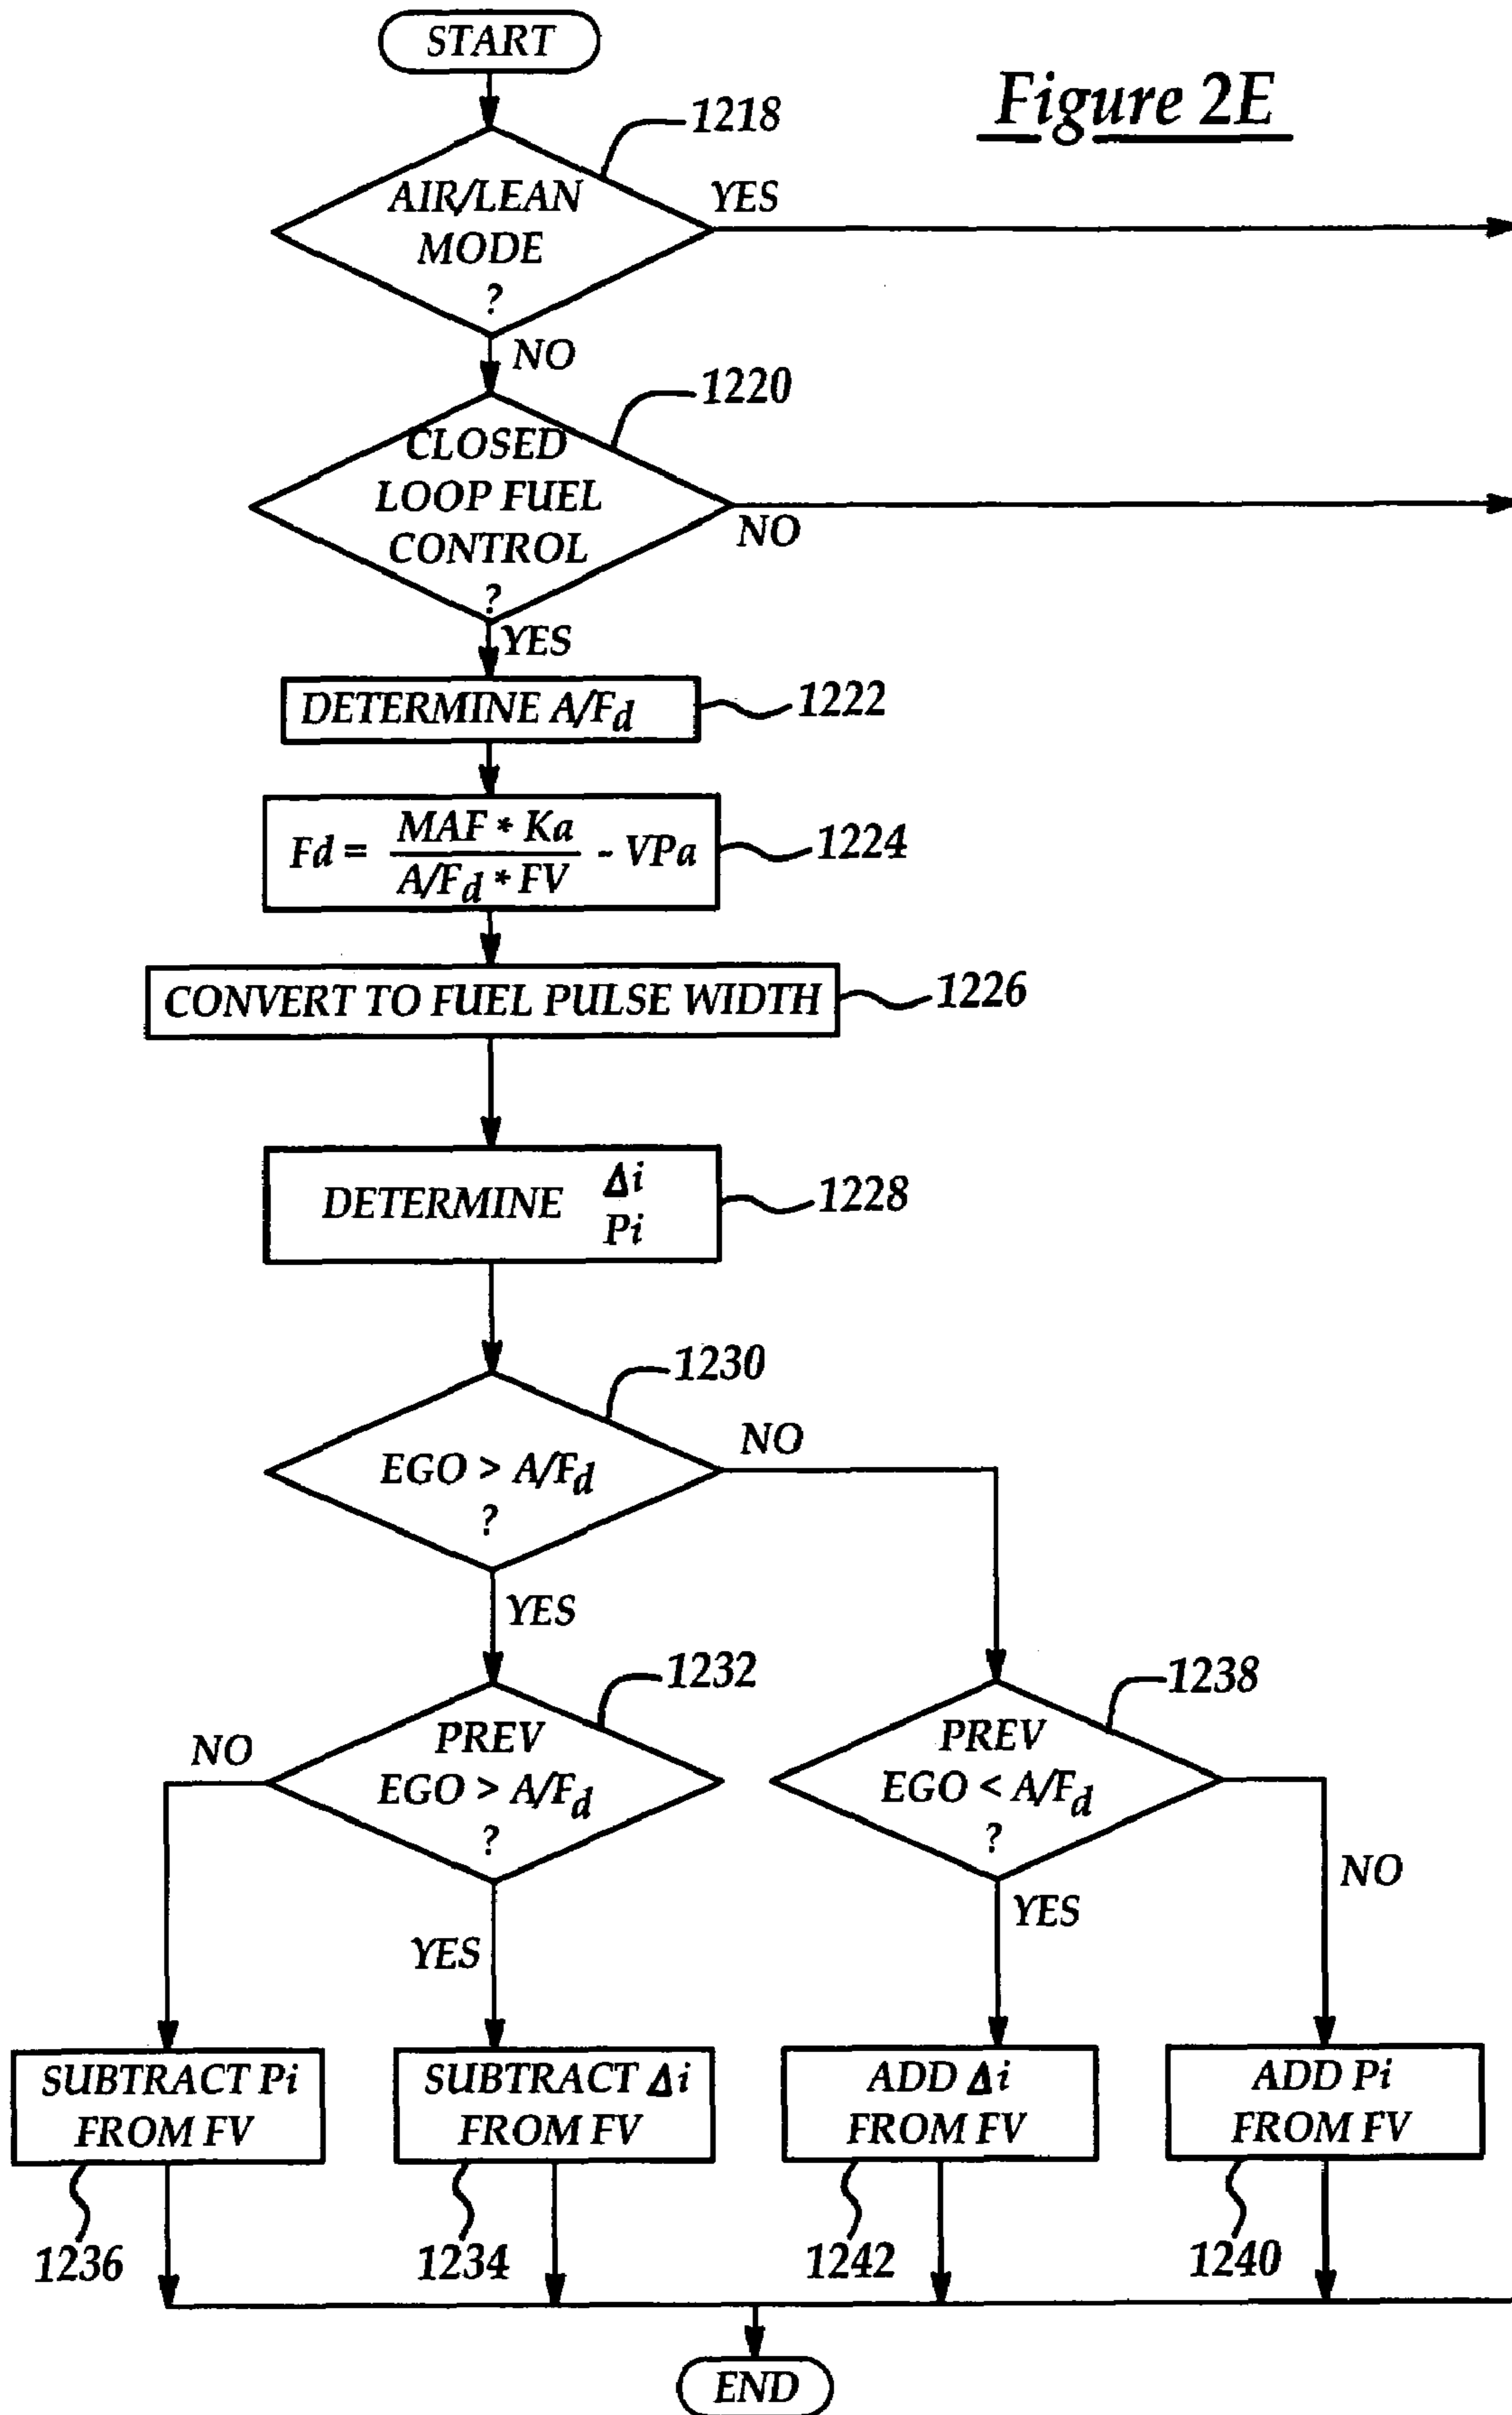 START
Figure 2E
1218
AIR/LEAN
MODE
?
YES
NO
1220
CLOSED
LOOP FUEL
CONTROL
?
NO
YES
DETERMINE A/Fd
1222
Fd = MAF * Ka / A/Fd * FV - VPa
1224
CONVERT TO FUEL PULSE WIDTH
1226
DETERMINE Δi
Pi
1228
1230
EGO > A/Fd
?
NO
YES
1232
PREV
EGO > A/Fd
?
NO
YES
1238
PREV
EGO < A/Fd
?
YES
NO
SUBTRACT Pi
FROM FV
1236
SUBTRACT Δi
FROM FV
1234
ADD Δi
FROM FV
1242
ADD Pi
FROM FV
1240
END